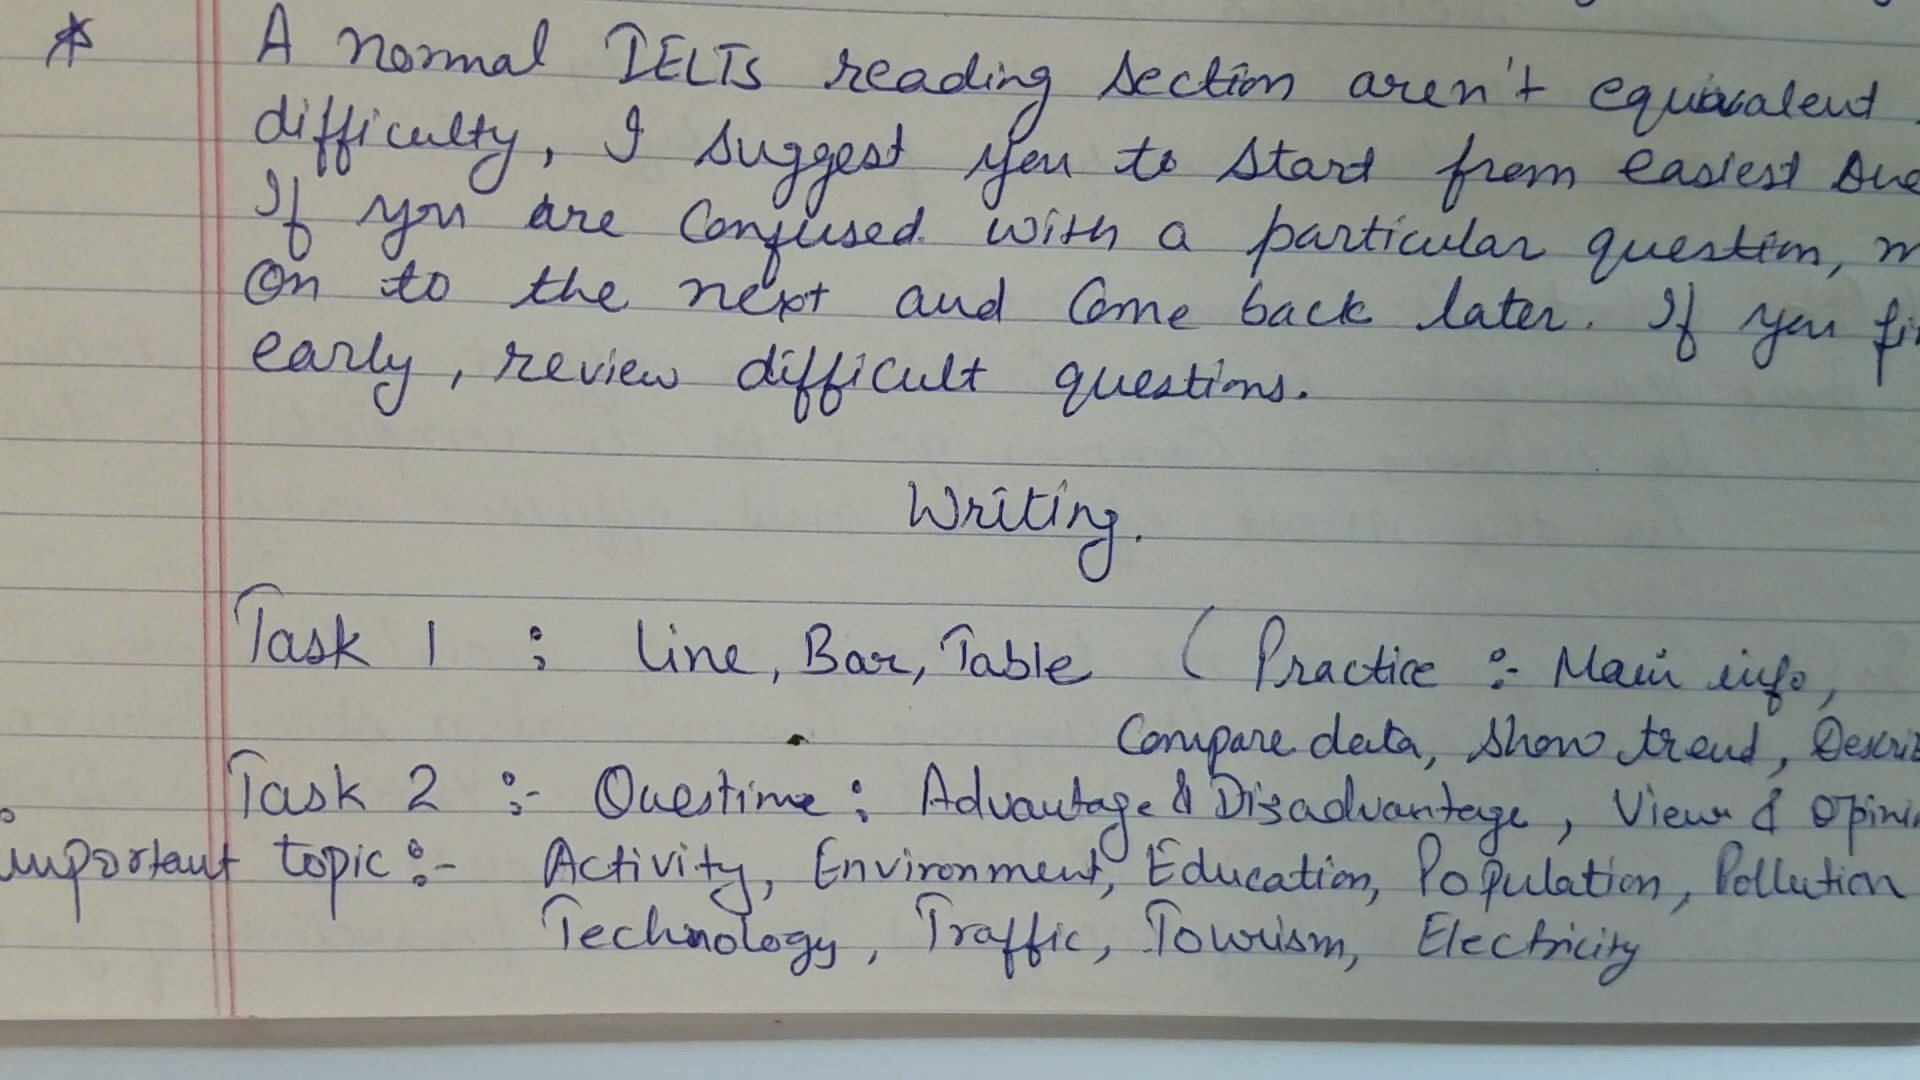 * A normal IELTs reading section aren't equivalent
difficulty, I suggest you to start from easiest
If you are confused with a particular question,
on to the next and come back later. If you
early, review difficult questions.
Writing.
Task 1 : line, Bar, Table ( Practice :- Main info,
Compare data, show trend,
Task 2 :- Questions : Advantage & Disadvantage, View &
important topic :- Activity, Environment, Education, Population, Pollution
Technology, Traffic, Tourism, Electricity